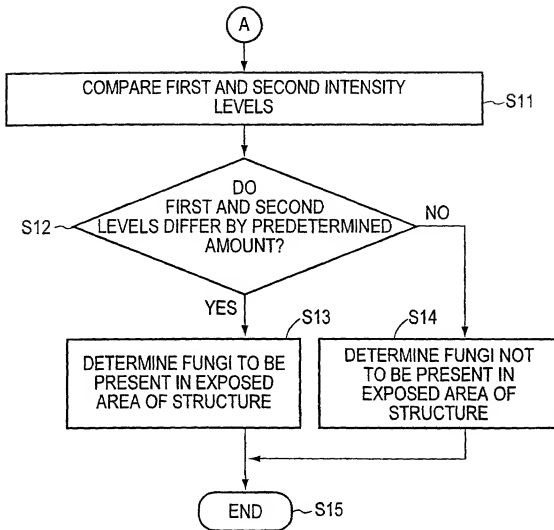 A
COMPARE FIRST AND SECOND INTENSITY
LEVELS
S11
DO
FIRST AND SECOND
LEVELS DIFFER BY PREDETERMINED
AMOUNT?
S12
NO
YES
S13
DETERMINE FUNGI TO BE
PRESENT IN EXPOSED
AREA OF STRUCTURE
S14
DETERMINE FUNGI NOT
TO BE PRESENT IN
EXPOSED AREA OF
STRUCTURE
END
S15